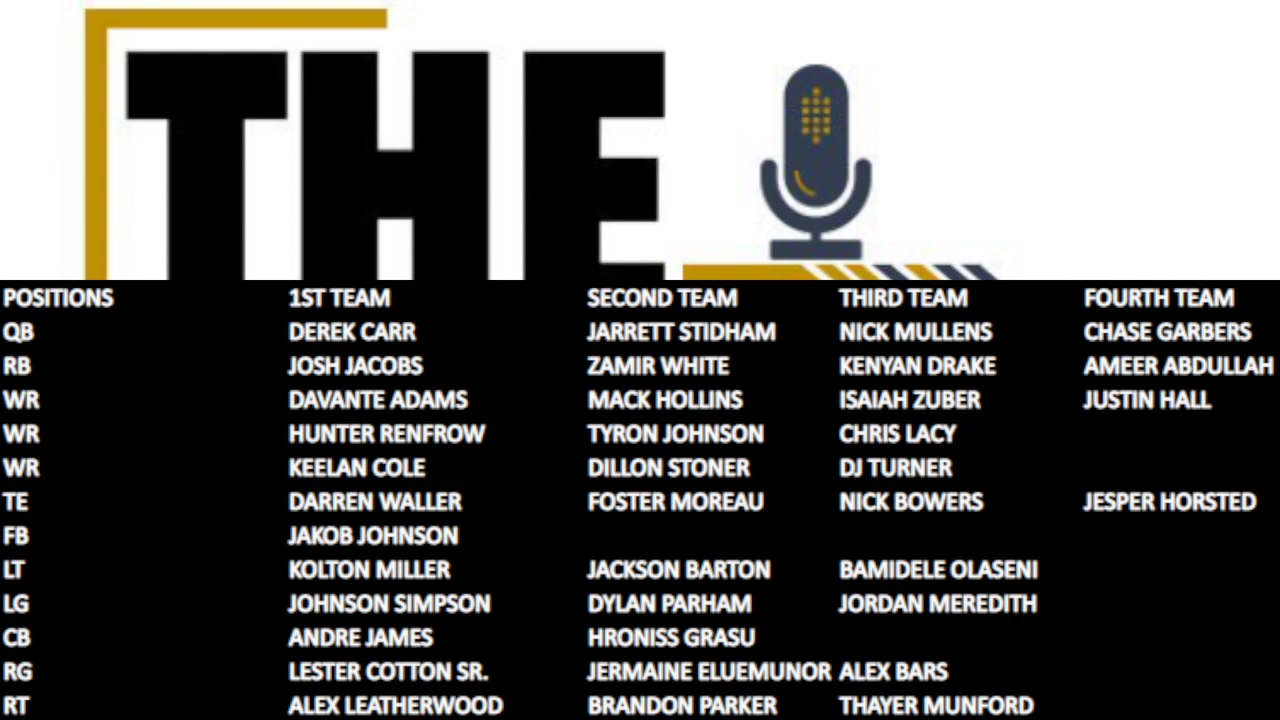 THE
POSITIONS 1ST TEAM SECOND TEAM THIRD TEAM FOURTH TEAM
QB DEREK CARR JARRETT STIDHAM NICK MULLENS CHASE GARBERS
RB JOSH JACOBS ZAMIR WHITE KENYAN DRAKE AMEER ABDULLAH
WR DAVANTE ADAMS MACK HOLLINS ISAIAH ZUBER JUSTIN HALL
WR HUNTER RENFROW TYRON JOHNSON CHRIS LACY
WR KEELAN COLE DILLON STONER DJ TURNER
TE DARREN WALLER FOSTER MOREAU NICK BOWERS JESPER HORSTED
FB JAKOB JOHNSON
LT KOLTON MILLER JACKSON BARTON BAMIDELE OLASENI
LG JOHNSON SIMPSON DYLAN PARHAM JORDAN MEREDITH
CB ANDRE JAMES HRONISS GRASU
RG LESTER COTTON SR. JERMAINE ELUEMUNOR ALEX BARS
RT ALEX LEATHERWOOD BRANDON PARKER THAYER MUNFORD